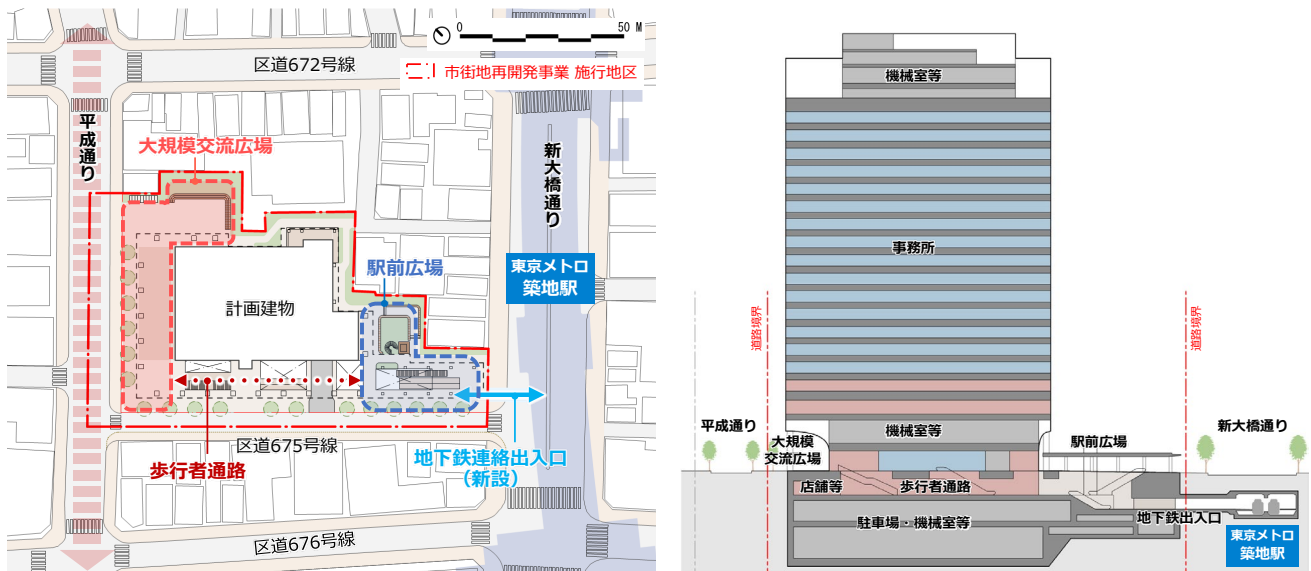 0 50 M
区道672号線
市街地再開発事業 施行地区
平成通り
大規模交流広場
新大橋通り
東京メトロ
築地駅
駅前広場
計画建物
区道675号線
歩行者通路
地下鉄連絡出入口
（新設）
区道676号線
機械室等
事務所
道路境界
道路境界
平成通り
大規模
交流広場
機械室等
駅前広場
新大橋通り
店舗等
歩行者通路
駐車場・機械室等
地下鉄出入口
東京メトロ
築地駅